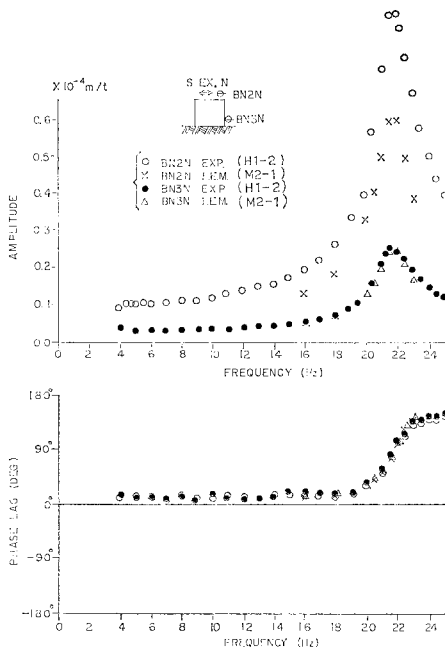 ×10⁻⁴m/t
S EX. N
BN2N
BN3N
○ BN2N EXP. (H1-2)
× BN2N F.E.M. (M2-1)
● BN3N EXP. (H1-2)
△ BN3N F.E.M. (M2-1)
AMPLITUDE
0.6
0.5
0.4
0.3
0.2
0.1
0.0
0 2 4 6 8 10 12 14 16 18 20 22 24
FREQUENCY (Hz)
180°
90°
0
-90°
-180°
PHASE LAG (DEG)
0 2 4 6 8 10 12 14 16 18 20 22 24
FREQUENCY (Hz)